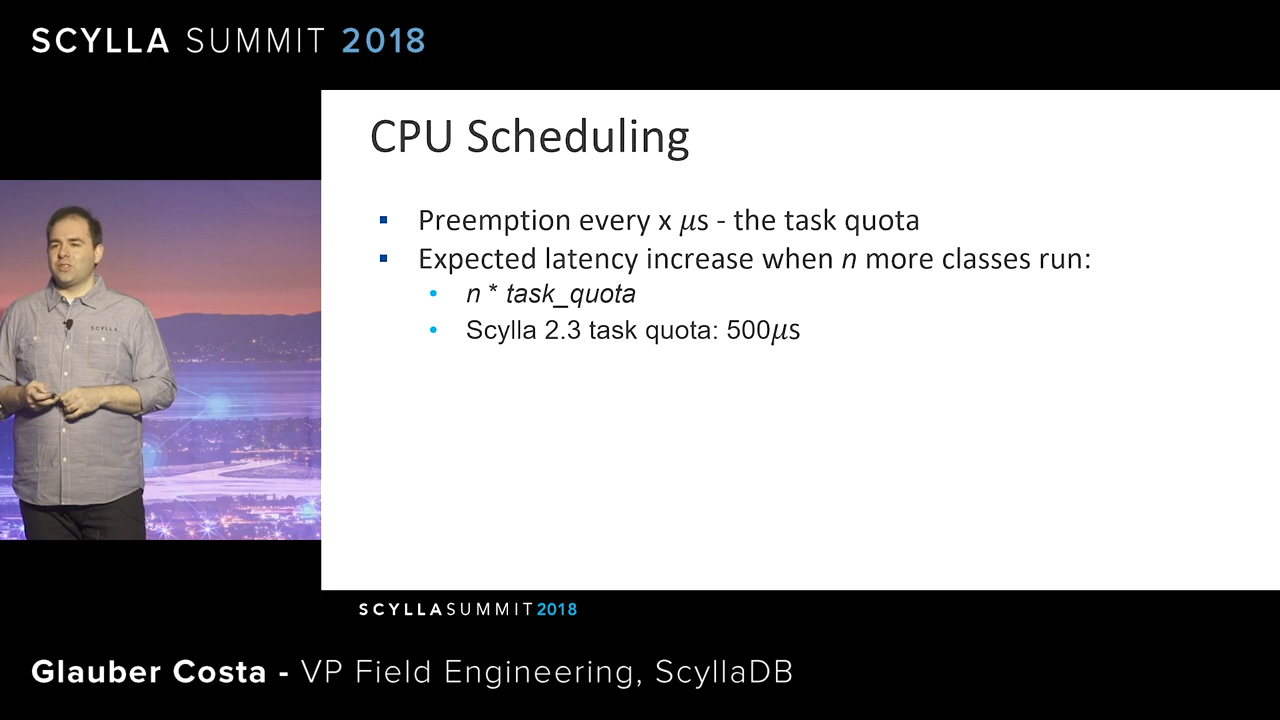 SCYLLA SUMMIT 2018
CPU Scheduling
Preemption every x μs - the task quota
Expected latency increase when n more classes run:
n * task_quota
Scylla 2.3 task quota: 500μs
SCYLLA
SCYLLASUMMIT2018
Glauber Costa - VP Field Engineering, ScyllaDB